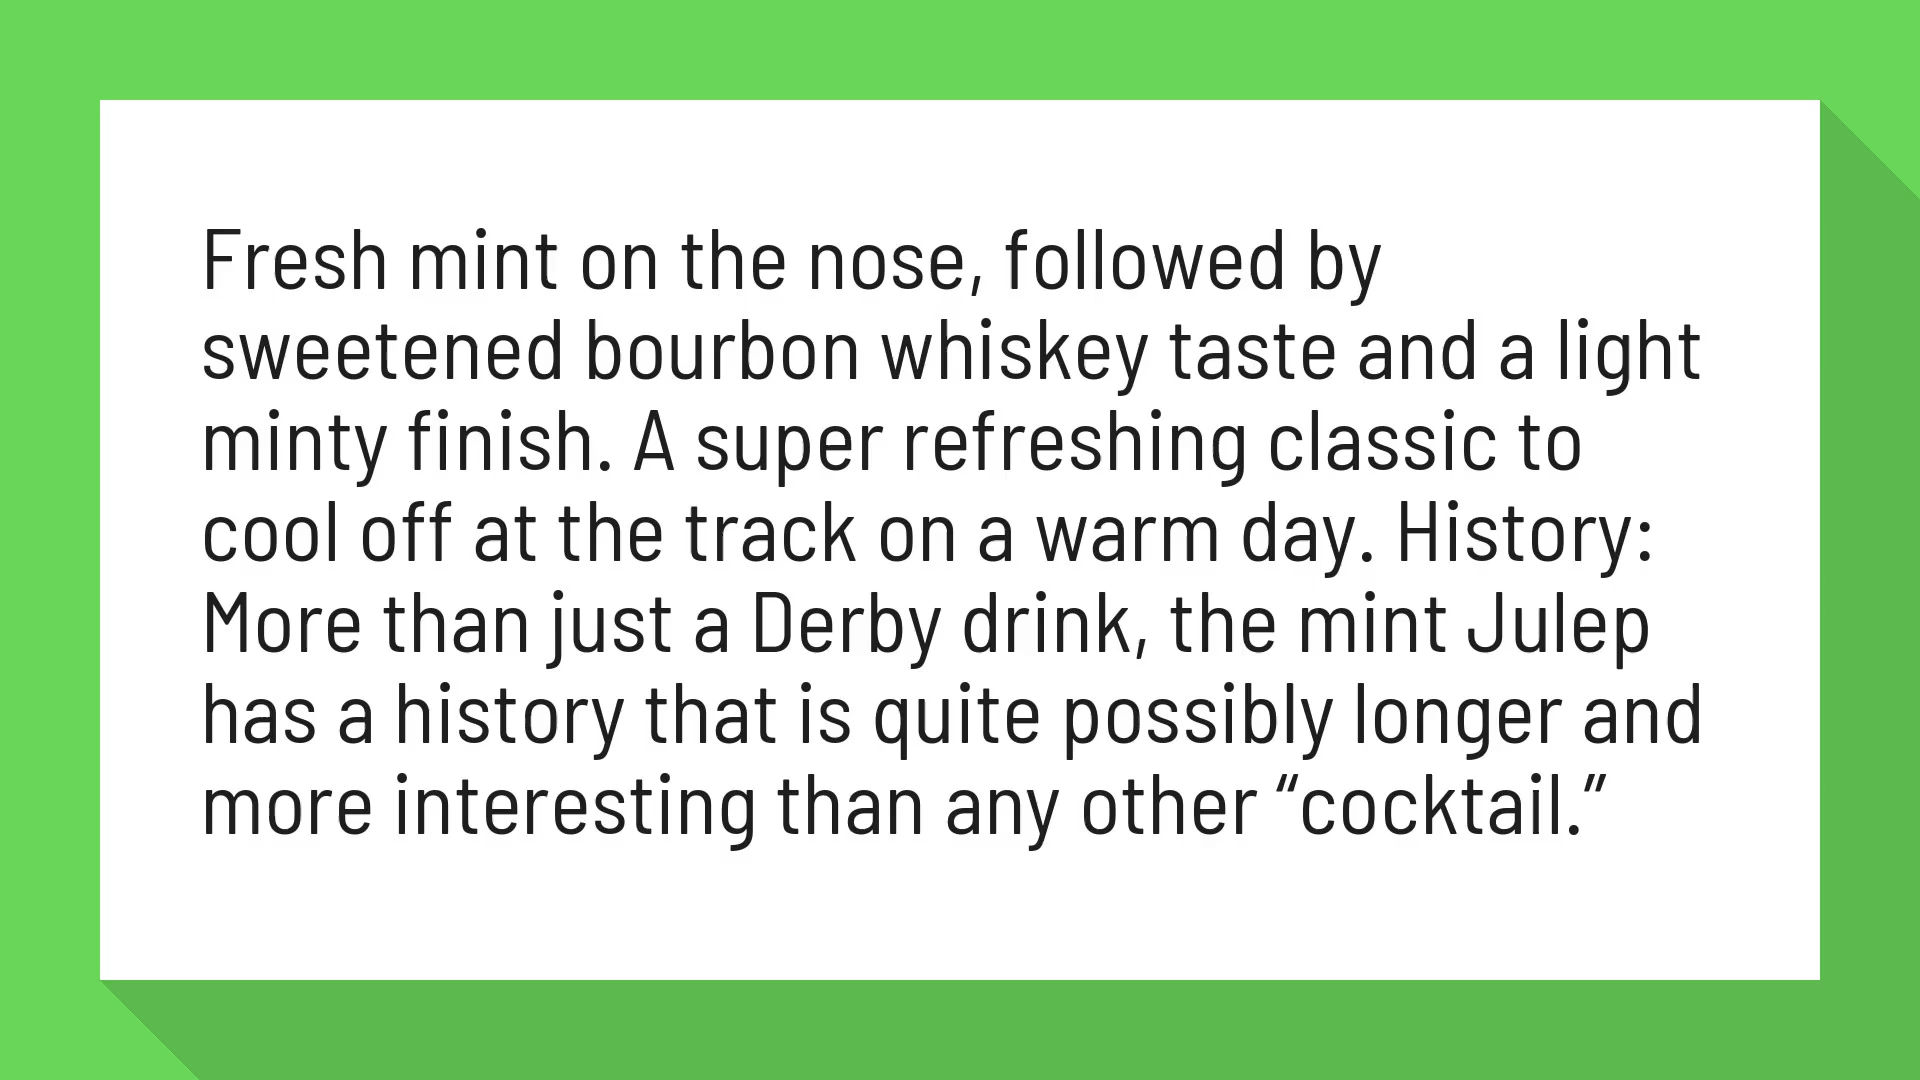 Fresh mint on the nose, followed by
sweetened bourbon whiskey taste and a light
minty finish. A super refreshing classic to
cool off at the track on a warm day. History:
More than just a Derby drink, the mint Julep
has a history that is quite possibly longer and
more interesting than any other “cocktail.”